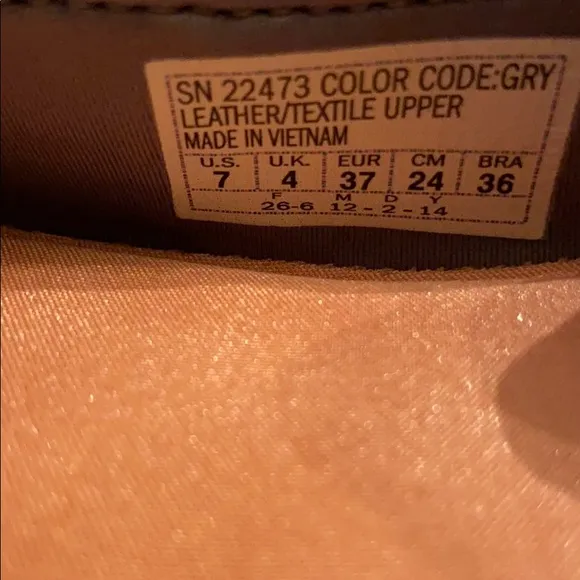 SN 22473 COLOR CODE:GRY
LEATHER/TEXTILE UPPER
MADE IN VIETNAM
U.S. U.K. EUR CM BRA
7 4 37 24 36
F M D Y
26-6 12-2-14